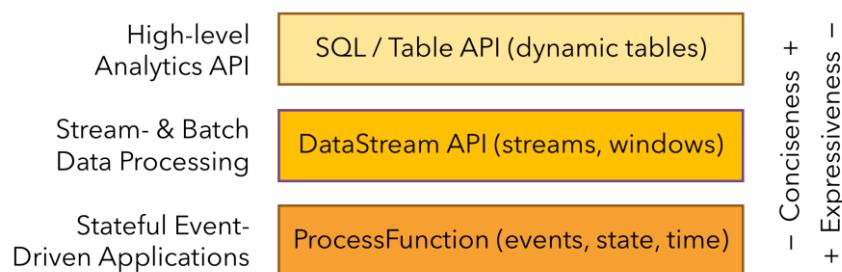 High-level
Analytics API
SQL / Table API (dynamic tables)
Stream- & Batch
Data Processing
DataStream API (streams, windows)
Stateful Event-
Driven Applications
ProcessFunction (events, state, time)
– Conciseness +
+ Expressiveness –